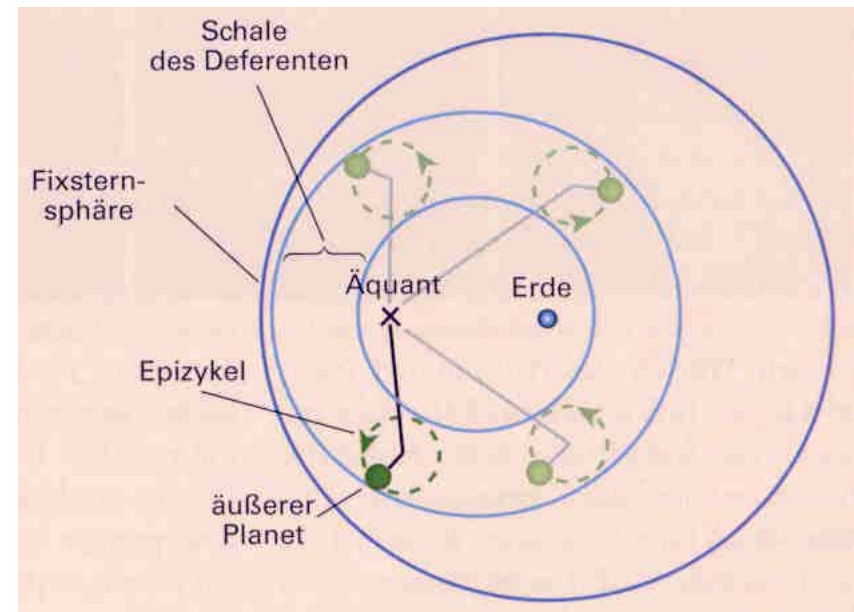 Schale
des Deferenten
Fixstern-
sphäre
Äquant
Erde
Epizykel
äußerer
Planet